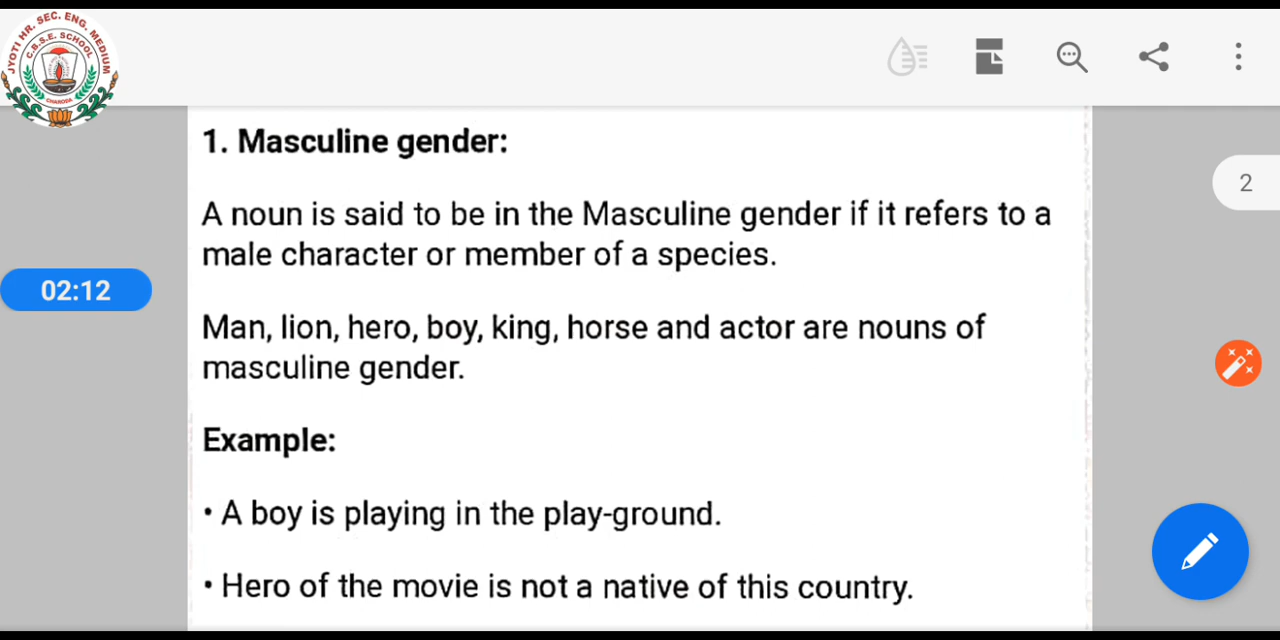 JYOTI HR. SEC. ENG. MEDIUM
C.B.S.E. SCHOOL
CHARODA
2
1. Masculine gender:
A noun is said to be in the Masculine gender if it refers to a
male character or member of a species.
02:12
Man, lion, hero, boy, king, horse and actor are nouns of
masculine gender.
Example:
• A boy is playing in the play-ground.
• Hero of the movie is not a native of this country.